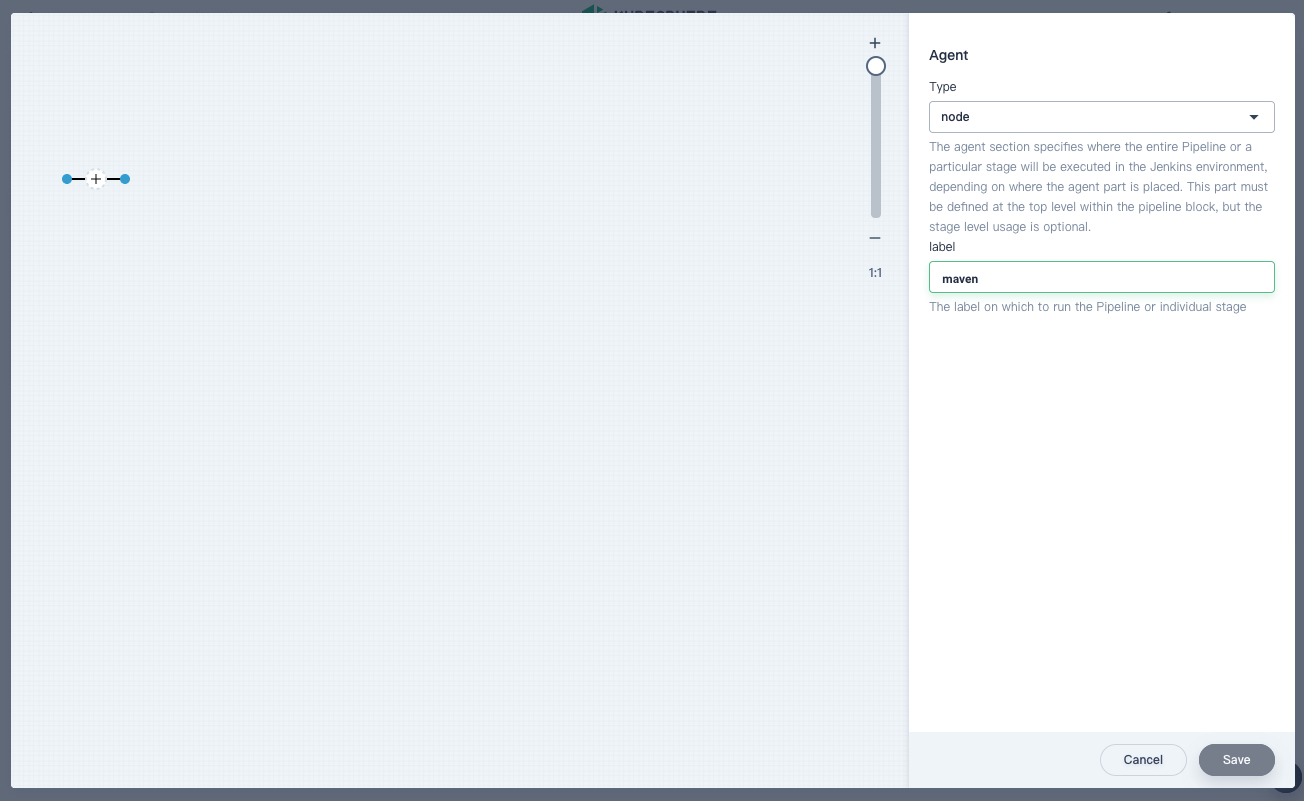 Agent
Type
node
The agent section specifies where the entire Pipeline or a
particular stage will be executed in the Jenkins environment,
depending on where the agent part is placed. This part must
be defined at the top level within the pipeline block, but the
stage level usage is optional.
label
maven
The label on which to run the Pipeline or individual stage
1:1
Cancel
Save